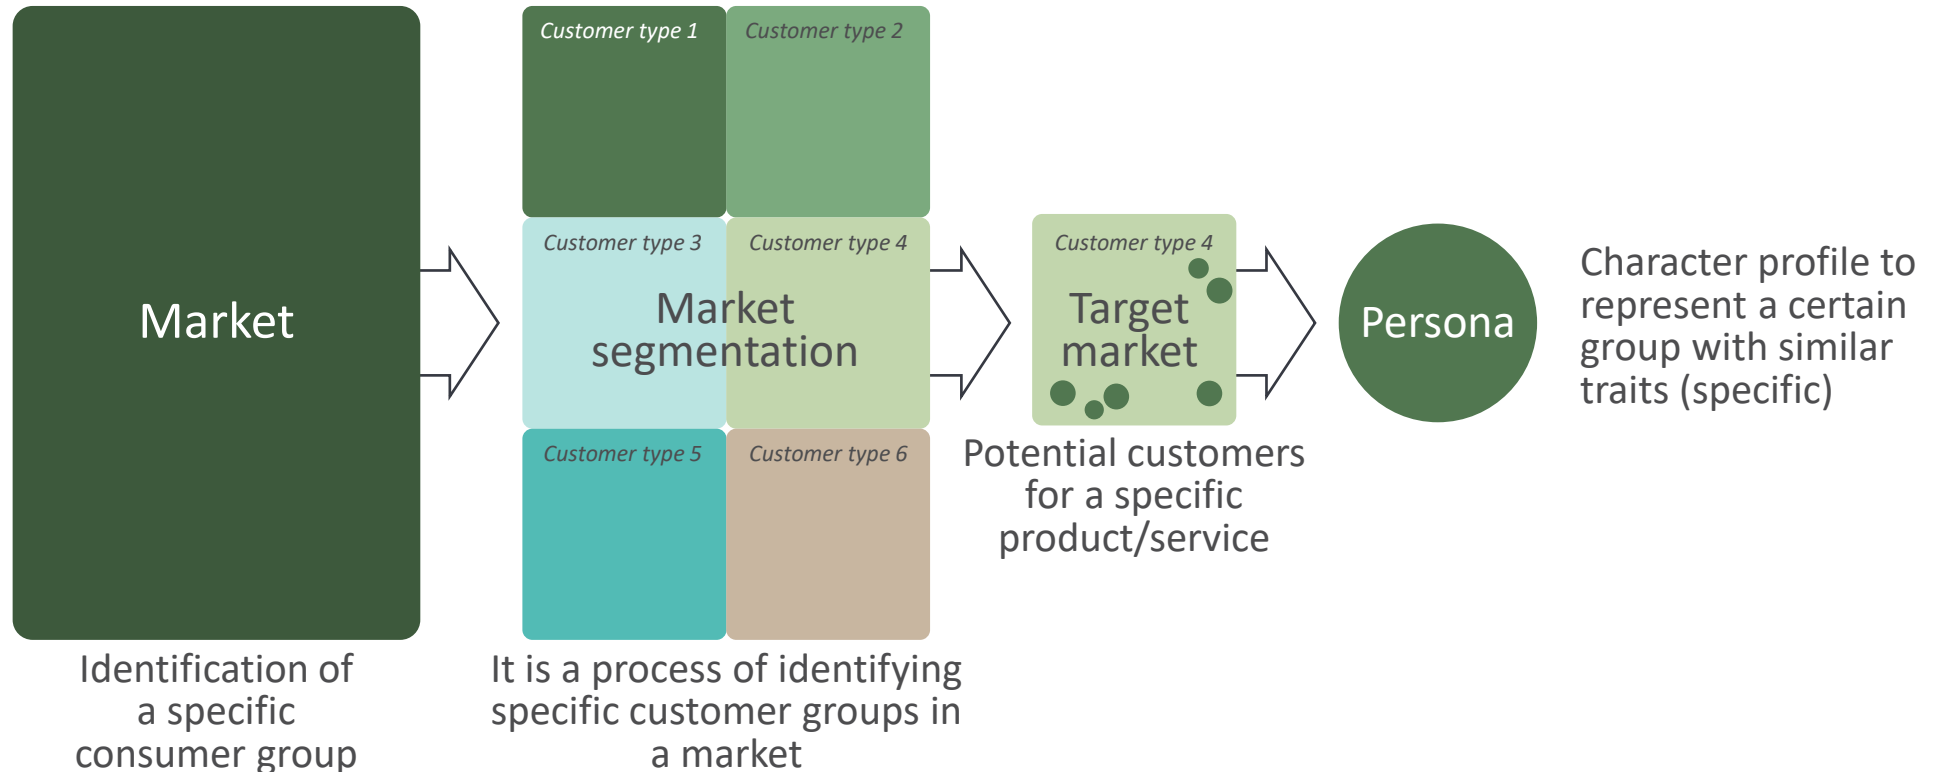 Market
Identification of
a specific
consumer group
Customer type 1
Customer type 2
Customer type 3
Customer type 4
Market
segmentation
Customer type 5
Customer type 6
It is a process of identifying
specific customer groups in
a market
Customer type 4
Target
market
Potential customers
for a specific
product/service
Persona
Character profile to
represent a certain
group with similar
traits (specific)